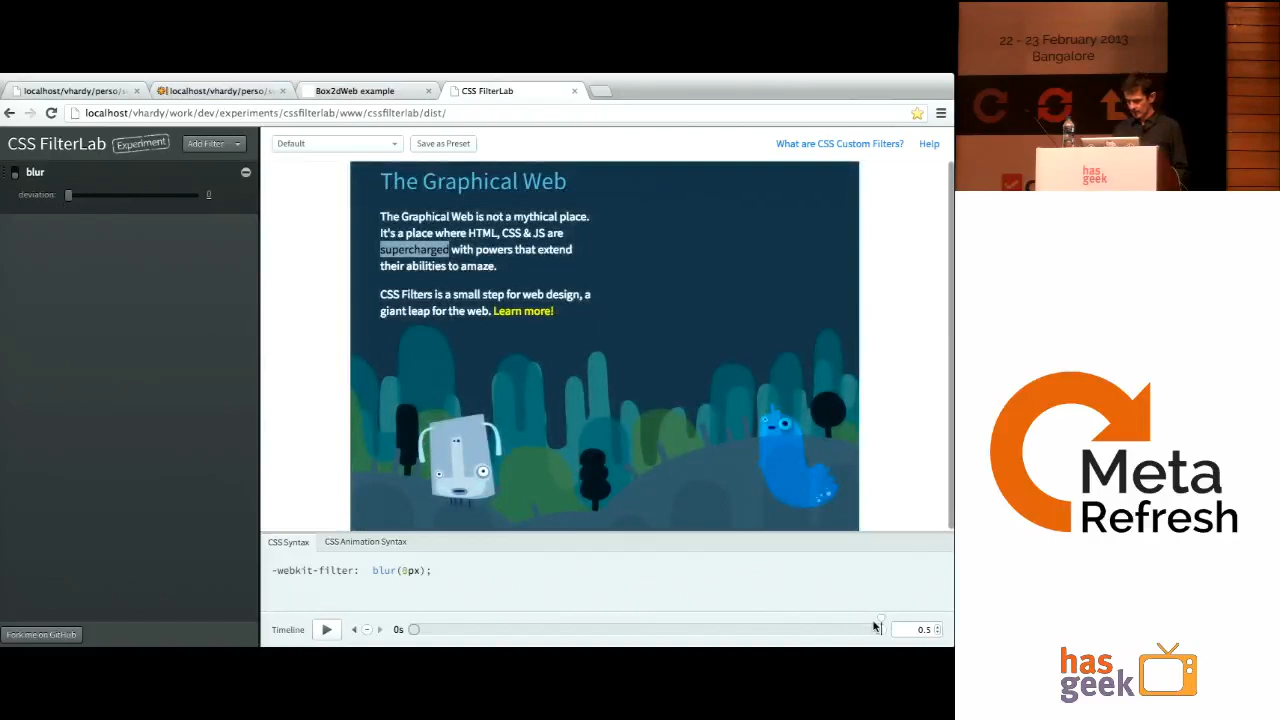 22 - 23 February 2013
Bangalore
has
geek
localhost/vhardy/perso/s
localhost/vhardy/perso/s
Box2dWeb example
CSS FilterLab
localhost/vhardy/work/dev/experiments/cssfilterlab/www/cssfilterlab/dist/
CSS FilterLab
Experiment
Add Filter
Default
Save as Preset
What are CSS Custom Filters?
Help
blur
deviation:
0
The Graphical Web
The Graphical Web is not a mythical place.
It's a place where HTML, CSS & JS are
supercharged with powers that extend
their abilities to amaze.
CSS Filters is a small step for web design, a
giant leap for the web. Learn more!
CSS Syntax
CSS Animation Syntax
-webkit-filter: blur(0px);
Fork me on GitHub
Timeline
0s
0.5
Meta
Refresh
has
geek